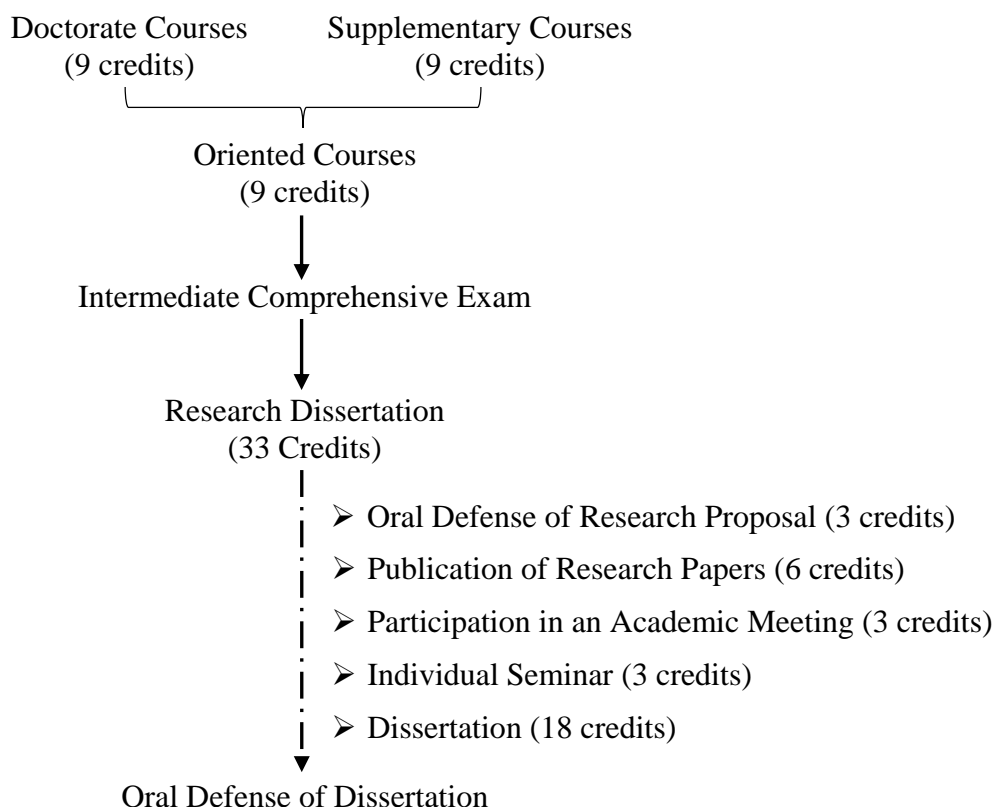 Doctorate Courses
(9 credits)
Supplementary Courses
(9 credits)
Oriented Courses
(9 credits)
Intermediate Comprehensive Exam
Research Dissertation
(33 Credits)
➢ Oral Defense of Research Proposal (3 credits)
➢ Publication of Research Papers (6 credits)
➢ Participation in an Academic Meeting (3 credits)
➢ Individual Seminar (3 credits)
➢ Dissertation (18 credits)
Oral Defense of Dissertation